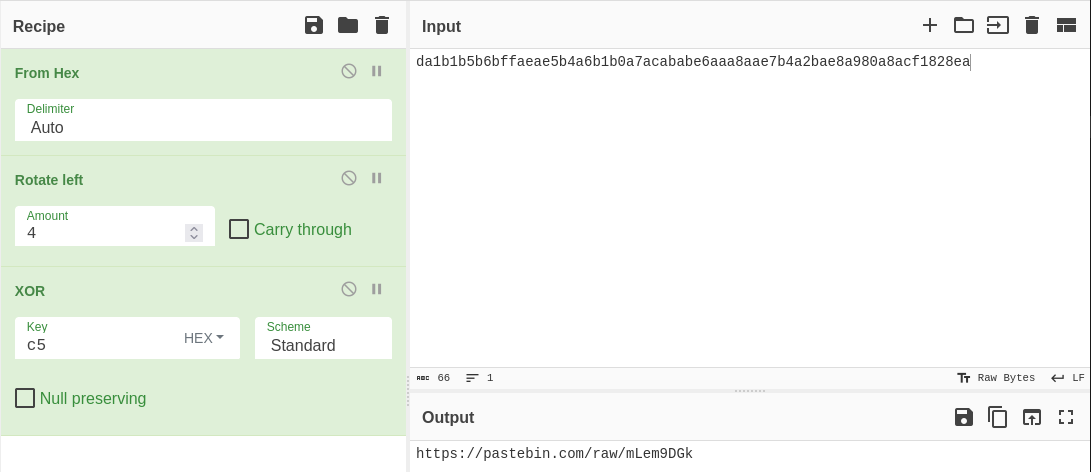 Recipe
From Hex
Delimiter
Auto
Rotate left
Amount
4
Carry through
XOR
Key
c5
HEX
Scheme
Standard
Null preserving
Input
da1b1b5b6bffaeae5b4a6b1b0a7acababe6aaa8aae7b4a2bae8a980a8acf1828ea
ABC 66 1
Raw Bytes LF
Output
https://pastebin.com/raw/mLem9DGk